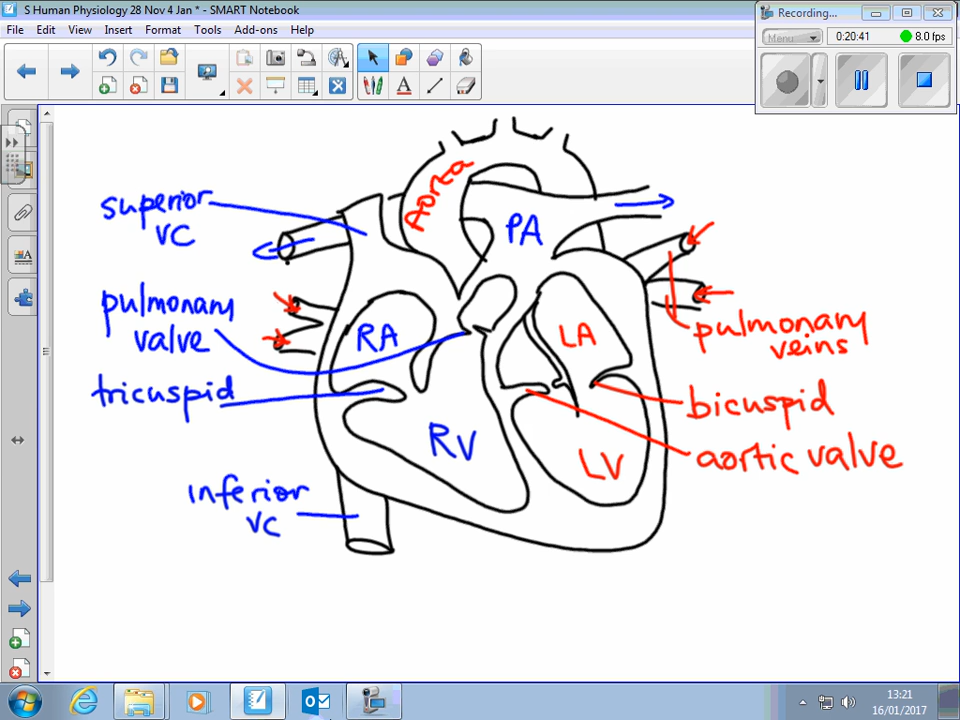 S Human Physiology 28 Nov 4 Jan * - SMART Notebook
File Edit View Insert Format Tools Add-ons Help
Recording...
Menu
0:20:41
8.0 fps
superior
VC
Aorta
PA
pulmonary
valve
RA
LA
pulmonary
veins
tricuspid
bicuspid
RV
LV
aortic valve
inferior
VC
13:21
16/01/2017